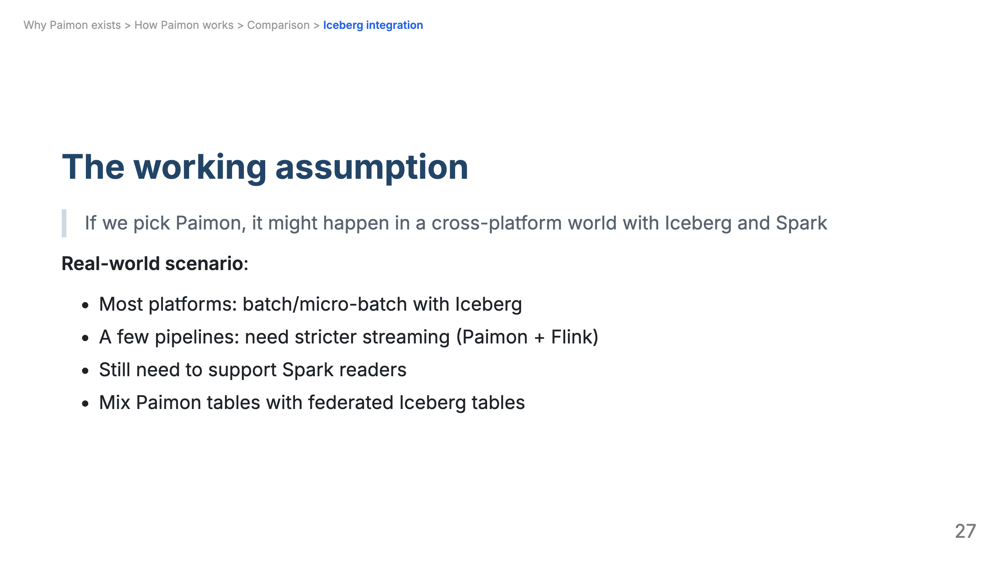 Why Paimon exists > How Paimon works > Comparison > Iceberg integration
The working assumption
If we pick Paimon, it might happen in a cross-platform world with Iceberg and Spark
Real-world scenario:
• Most platforms: batch/micro-batch with Iceberg
• A few pipelines: need stricter streaming (Paimon + Flink)
• Still need to support Spark readers
• Mix Paimon tables with federated Iceberg tables
27